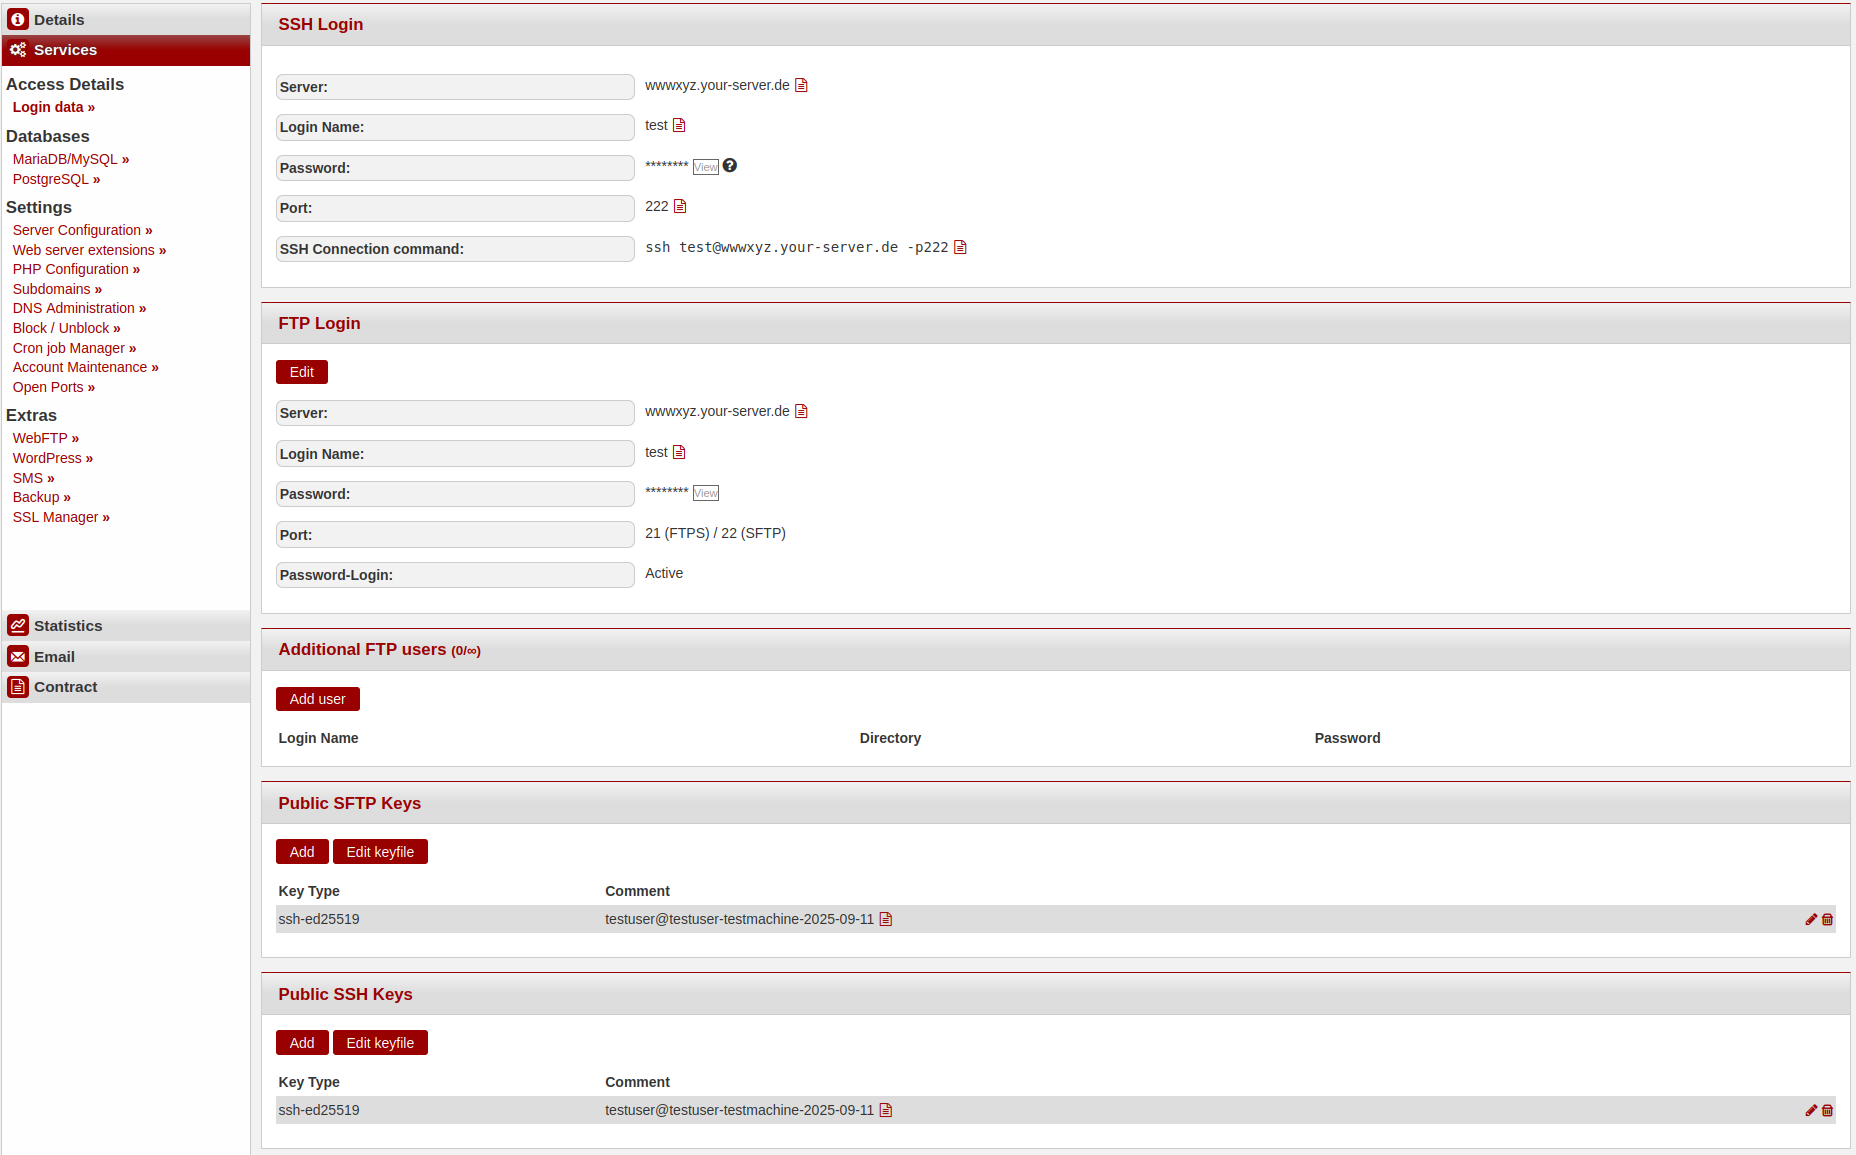 Details
Services
Access Details
Login data »
Databases
MariaDB/MySQL »
PostgreSQL »
Settings
Server Configuration »
Web server extensions »
PHP Configuration »
Subdomains »
DNS Administration »
Block / Unblock »
Cron job Manager »
Account Maintenance »
Open Ports »
Extras
WebFTP »
WordPress »
SMS »
Backup »
SSL Manager »
Statistics
Email
Contract
SSH Login
Server: wwwxyz.your-server.de
Login Name: test
Password: ******** View
Port: 222
SSH Connection command: ssh test@wwwxyz.your-server.de -p222
FTP Login
Edit
Server: wwwxyz.your-server.de
Login Name: test
Password: ******** View
Port: 21 (FTPS) / 22 (SFTP)
Password-Login: Active
Additional FTP users (0/∞)
Add user
Login Name Directory Password
Public SFTP Keys
Add Edit keyfile
Key Type Comment
ssh-ed25519 testuser@testuser-testmachine-2025-09-11
Public SSH Keys
Add Edit keyfile
Key Type Comment
ssh-ed25519 testuser@testuser-testmachine-2025-09-11